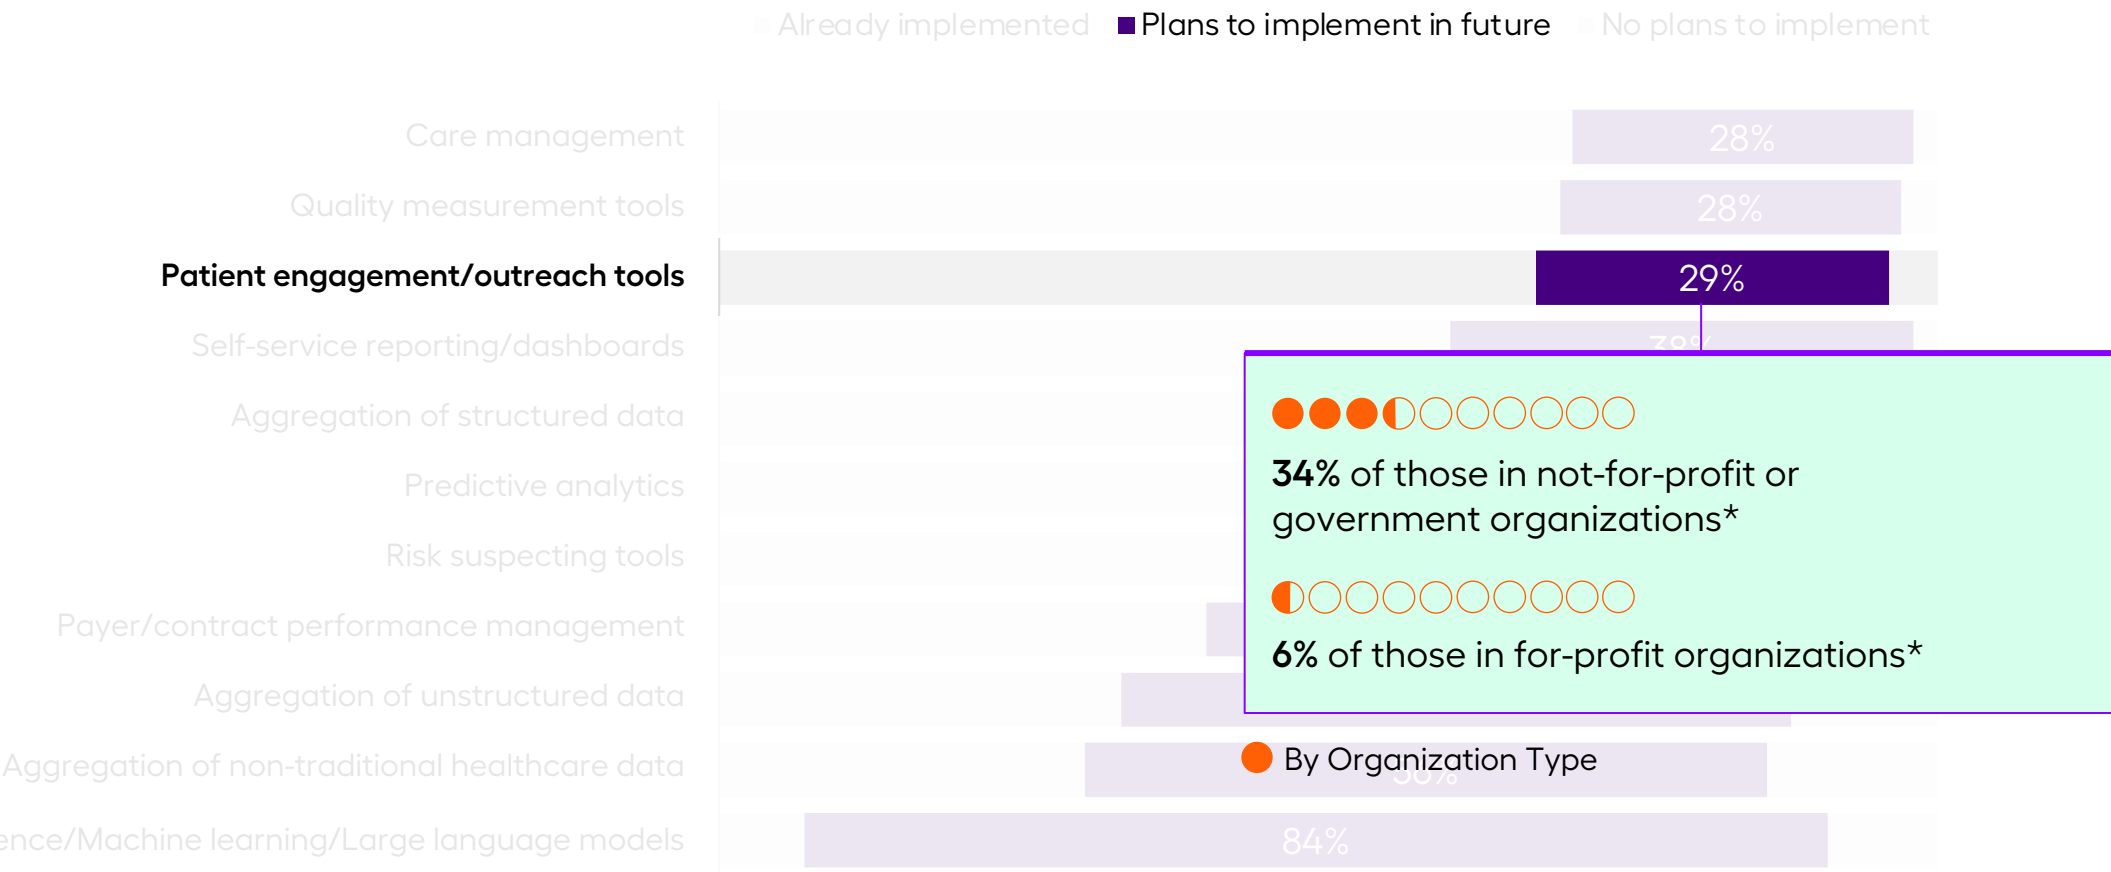 Already implemented Plans to implement in future No plans to implement
Care management 28%
Quality measurement tools 28%
Patient engagement/outreach tools 29%
Self-service reporting/dashboards 38%
Aggregation of structured data
34% of those in not-for-profit or
Predictive analytics
government organizations*
Risk suspecting tools
Payer/contract performance management
6% of those in for-profit organizations*
Aggregation of unstructured data
By Organization Type
Aggregation of non-traditional healthcare data 56%
Machine learning/Large language models 84%